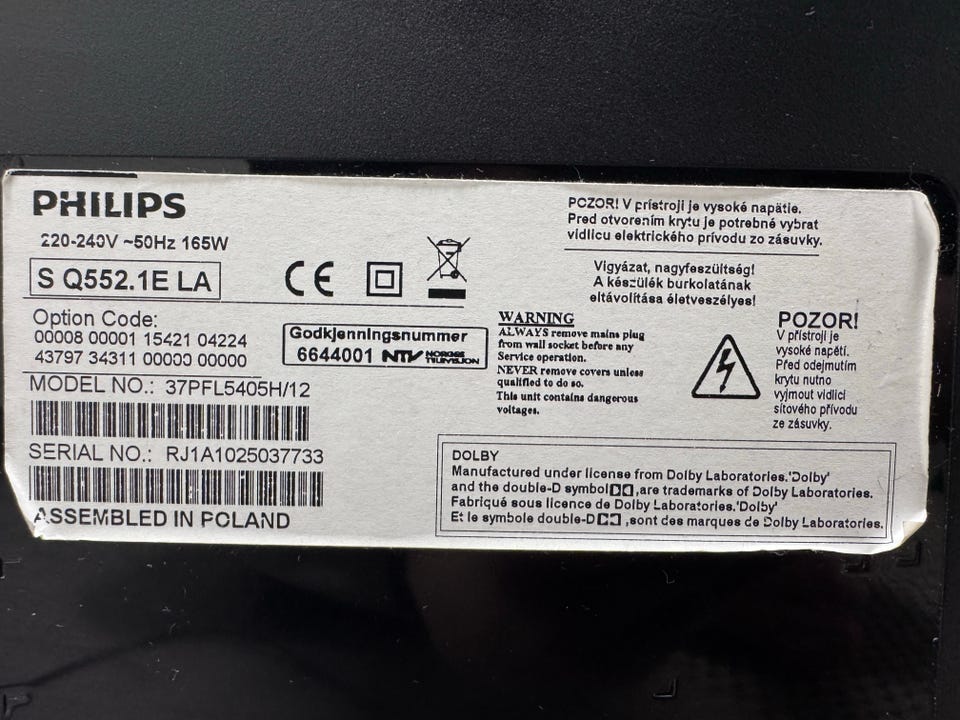 PHILIPS
220-240V ~50Hz 165W
S Q552.1E LA
Option Code:
00008 00001 15421 04224
43797 34311 00000 00000
Godkjenningsnummer
6644001 NTV NORGES TELEVISJON
MODEL NO.: 37PFL5405H/12
SERIAL NO.: RJ1A1025037733
ASSEMBLED IN POLAND
POZOR! V prístroji je vysoké napätie.
Pred otvorením krytu je potrebné vybrat
vidlicu elektrického prívodu zo zásuvky.
Vigyázat, nagyfeszültség!
A készülék burkolatának
eltávolítása életveszélyes!
WARNING
ALWAYS remove mains plug
from wall socket before any
Service operation.
NEVER remove covers unless
qualified to do so.
This unit contains dangerous
voltages.
POZOR!
V přístroji je
vysoké napětí.
Před odejmutím
krytu nutno
vyjmout vidlici
síťového přívodu
ze zásuvky.
DOLBY
Manufactured under license from Dolby Laboratories.'Dolby'
and the double-D symbol ,are trademarks of Dolby Laboratories.
Fabriqué sous licence de Dolby Laboratories.'Dolby'
Et le symbole double-D ,sont des marques de Dolby Laboratories.